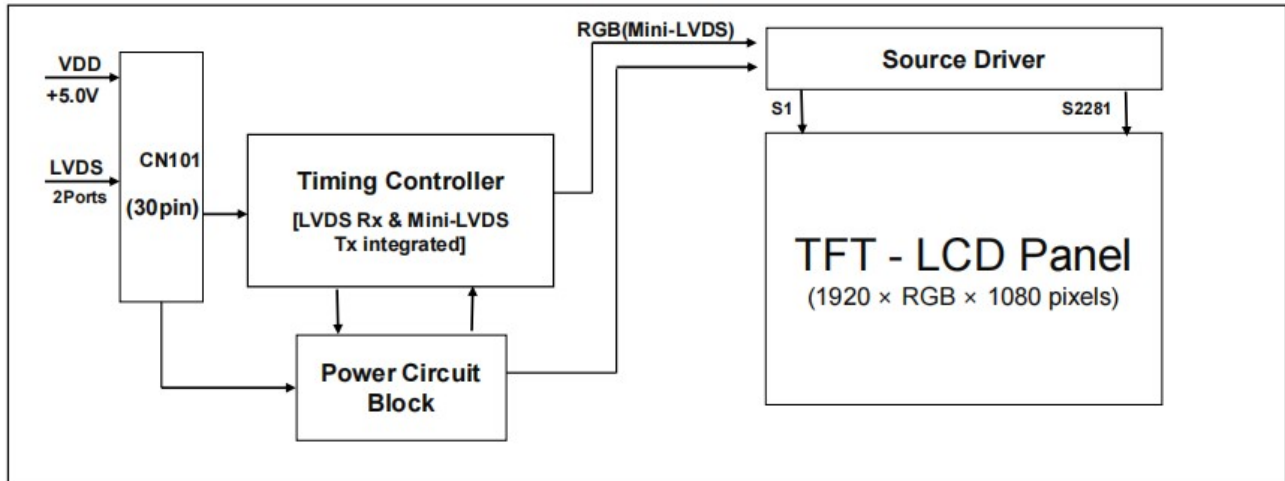 RGB(Mini-LVDS)
VDD
+5.0V
LVDS
2Ports
CN101
(30pin)
Timing Controller
[LVDS Rx & Mini-LVDS
Tx integrated]
Power Circuit
Block
Source Driver
S1
S2281
TFT - LCD Panel
(1920 × RGB × 1080 pixels)